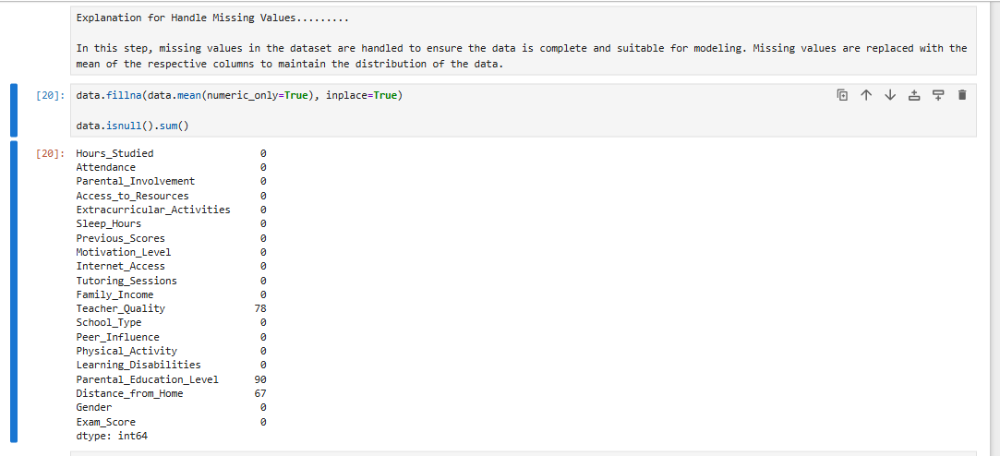 Explanation for Handle Missing Values.........
In this step, missing values in the dataset are handled to ensure the data is complete and suitable for modeling. Missing values are replaced with the
mean of the respective columns to maintain the distribution of the data.
[20]: data.fillna(data.mean(numeric_only=True), inplace=True)
data.isnull().sum()
[20]: Hours_Studied 0
Attendance 0
Parental_Involvement 0
Access_to_Resources 0
Extracurricular_Activities 0
Sleep_Hours 0
Previous_Scores 0
Motivation_Level 0
Internet_Access 0
Tutoring_Sessions 0
Family_Income 0
Teacher_Quality 78
School_Type 0
Peer_Influence 0
Physical_Activity 0
Learning_Disabilities 0
Parental_Education_Level 90
Distance_from_Home 67
Gender 0
Exam_Score 0
dtype: int64